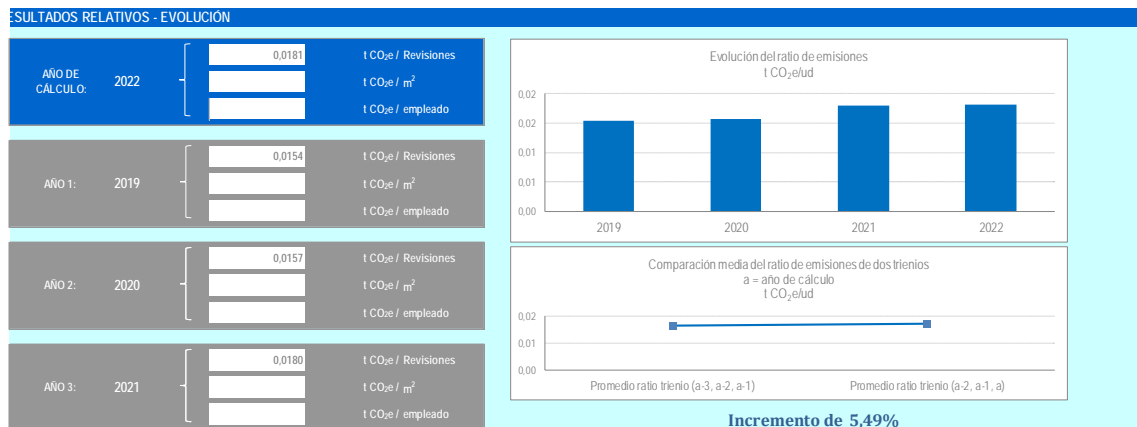 ESULTADOS RELATIVOS - EVOLUCIÓN
AÑO DE CÁLCULO: 2022
0,0181 t CO₂e / Revisiones
t CO₂e / m²
t CO₂e / empleado
AÑO 1: 2019
0,0154 t CO₂e / Revisiones
t CO₂e / m²
t CO₂e / empleado
AÑO 2: 2020
0,0157 t CO₂e / Revisiones
t CO₂e / m²
t CO₂e / empleado
AÑO 3: 2021
0,0180 t CO₂e / Revisiones
t CO₂e / m²
t CO₂e / empleado
Evolución del ratio de emisiones
t CO₂e/ud
0,02
0,02
0,01
0,01
0,00
2019 2020 2021 2022
Comparación media del ratio de emisiones de dos trienios
a = año de cálculo
t CO₂e/ud
0,02
0,01
0,00
Promedio ratio trienio (a-3, a-2, a-1) Promedio ratio trienio (a-2, a-1, a)
Incremento de 5,49%